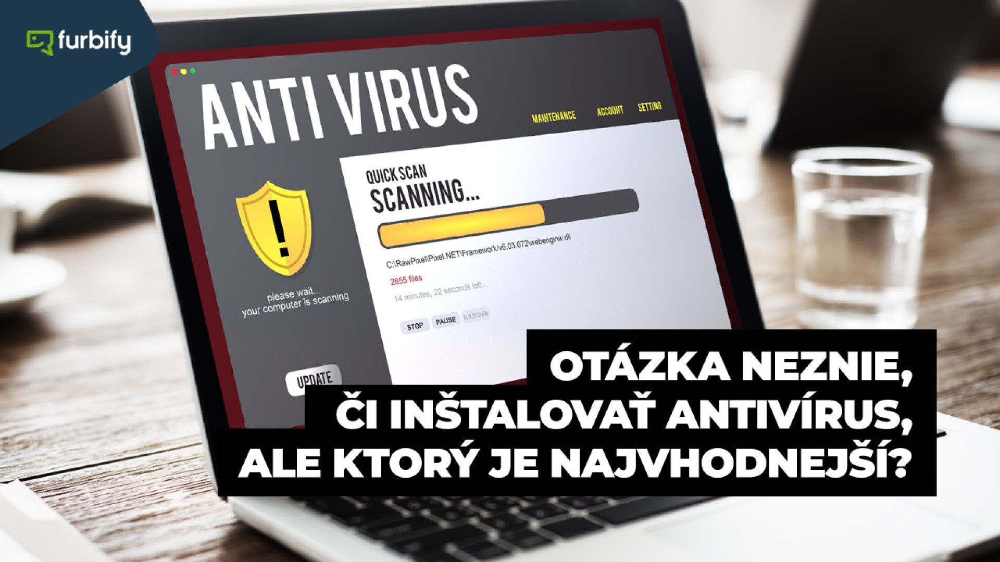 furbify
ANTI VIRUS
MAINTENANCE ACCOUNT SETTING
QUICK SCAN
SCANNING...
C:\RawPixel\Pixel.NET\Framework/v6.03.072\webenginw.dll
2855 files
14 minutes, 22 seconds left...
STOP PAUSE RESUME
please wait...
your computer is scanning
UPDATE
OTÁZKA NEZNIE,
ČI INŠTALOVAŤ ANTIVÍRUS,
ALE KTORÝ JE NAJVHODNEJŠÍ?